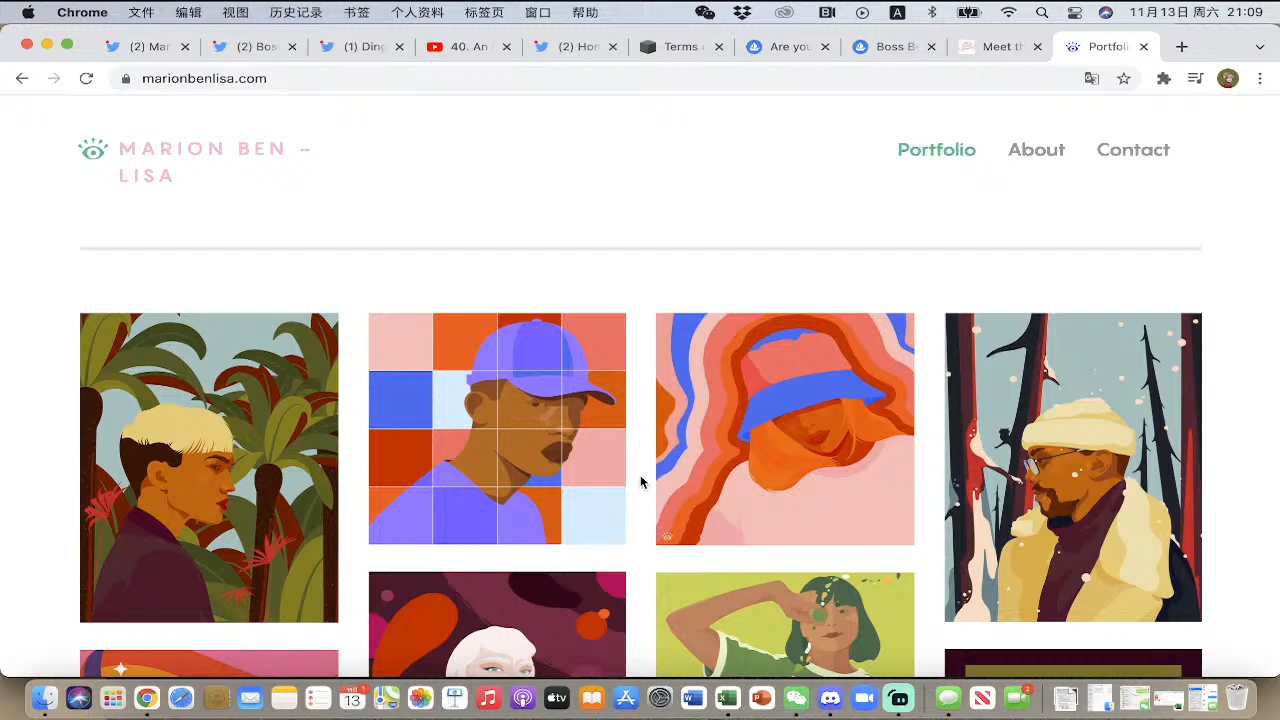 Chrome 文件 编辑 视图 历史记录 书签 个人资料 标签页 窗口 帮助 A 11月13日 周六 21:09
(2) Mar (2) Bos (1) Ding 40. An (2) Hon Terms Are you Boss B Meet th Portfoli
marionbenlisa.com
MARION BEN ~
LISA
Portfolio About Contact
13 tv W X P 2